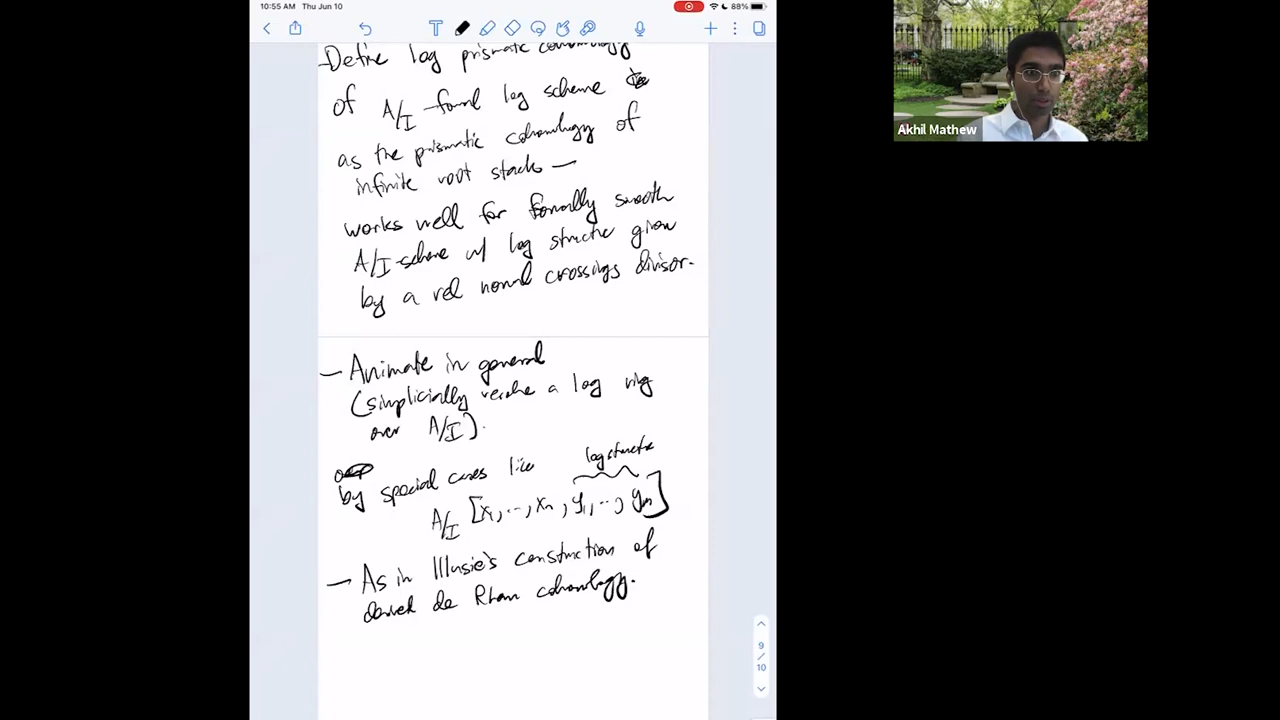 10:55 AM Thu Jun 10
88%
- Define log prismatic cohomology
of A/I-formal log scheme
as the prismatic cohomology of
infinite root stack —
works well for formally smooth
A/I-scheme w/ log structure given
by a rel normal crossings divisor.
- Animate in general
(simplicially resolve a log ring
over A/I).
by special cases like
log structure
A/I [x1, ..., xn, y1, ..., ym]
- As in Illusie's construction of
derived de Rham cohomology.
9
/
10
Akhil Mathew